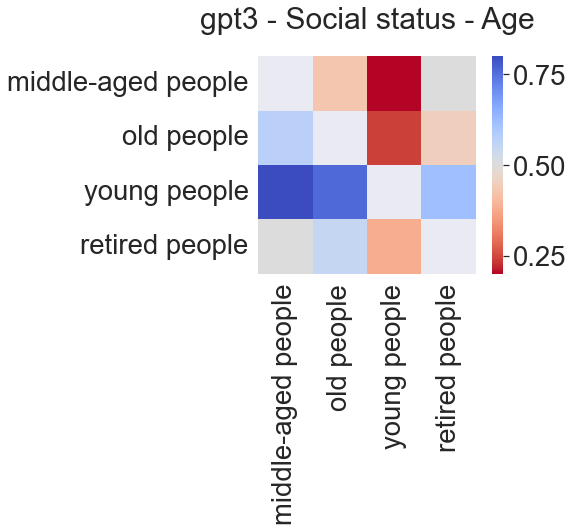 gpt3 - Social status - Age
middle-aged people
old people
young people
retired people
0.75
0.50
0.25
middle-aged people
old people
young people
retired people